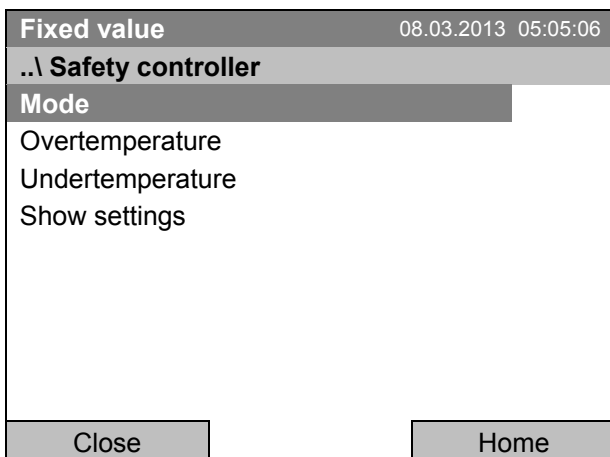 Fixed value 08.03.2013 05:05:06
..\ Safety controller
Mode
Overtemperature
Undertemperature
Show settings
Close Home